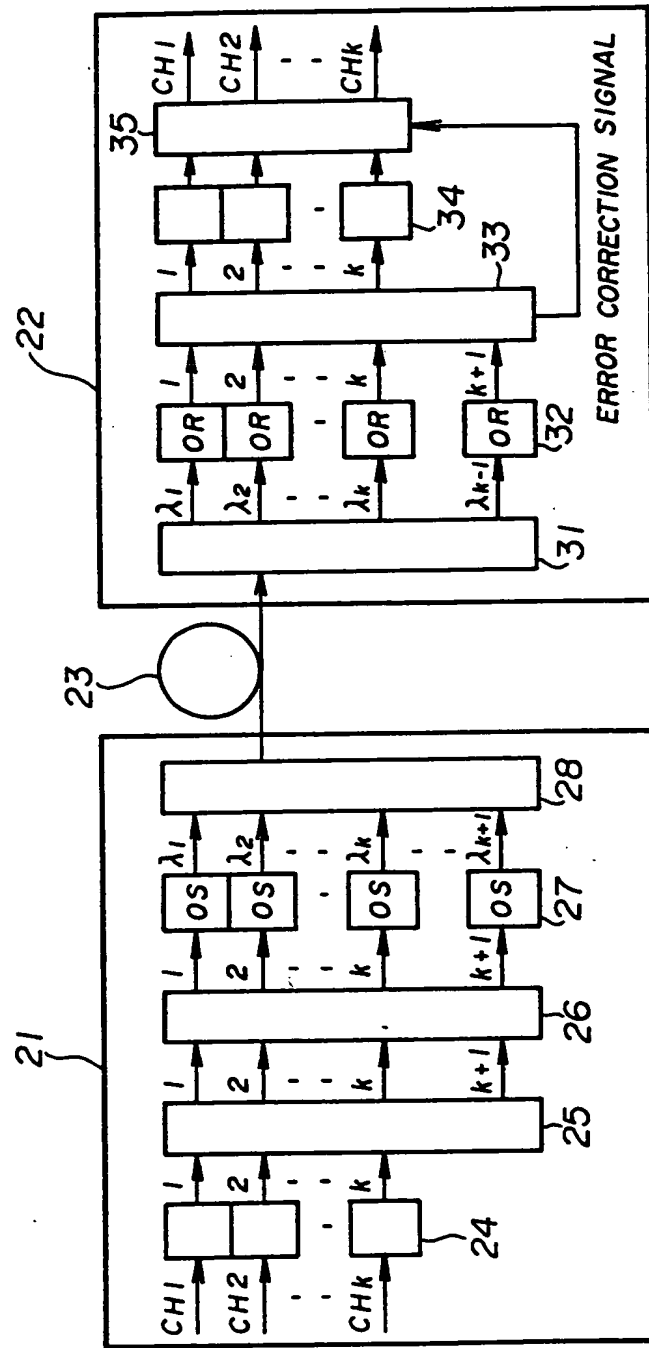 21
CH1
CH2
CHk
24
1
2
k
25
1
2
k
k+1
26
1
2
k
k+1
OS
OS
OS
OS
27
λ1
λ2
λk
λk+1
28
23
22
31
λ1
λ2
λk
λk-1
OR
OR
OR
OR
32
1
2
k
k+1
33
1
2
k
34
35
CH1
CH2
CHk
ERROR CORRECTION SIGNAL